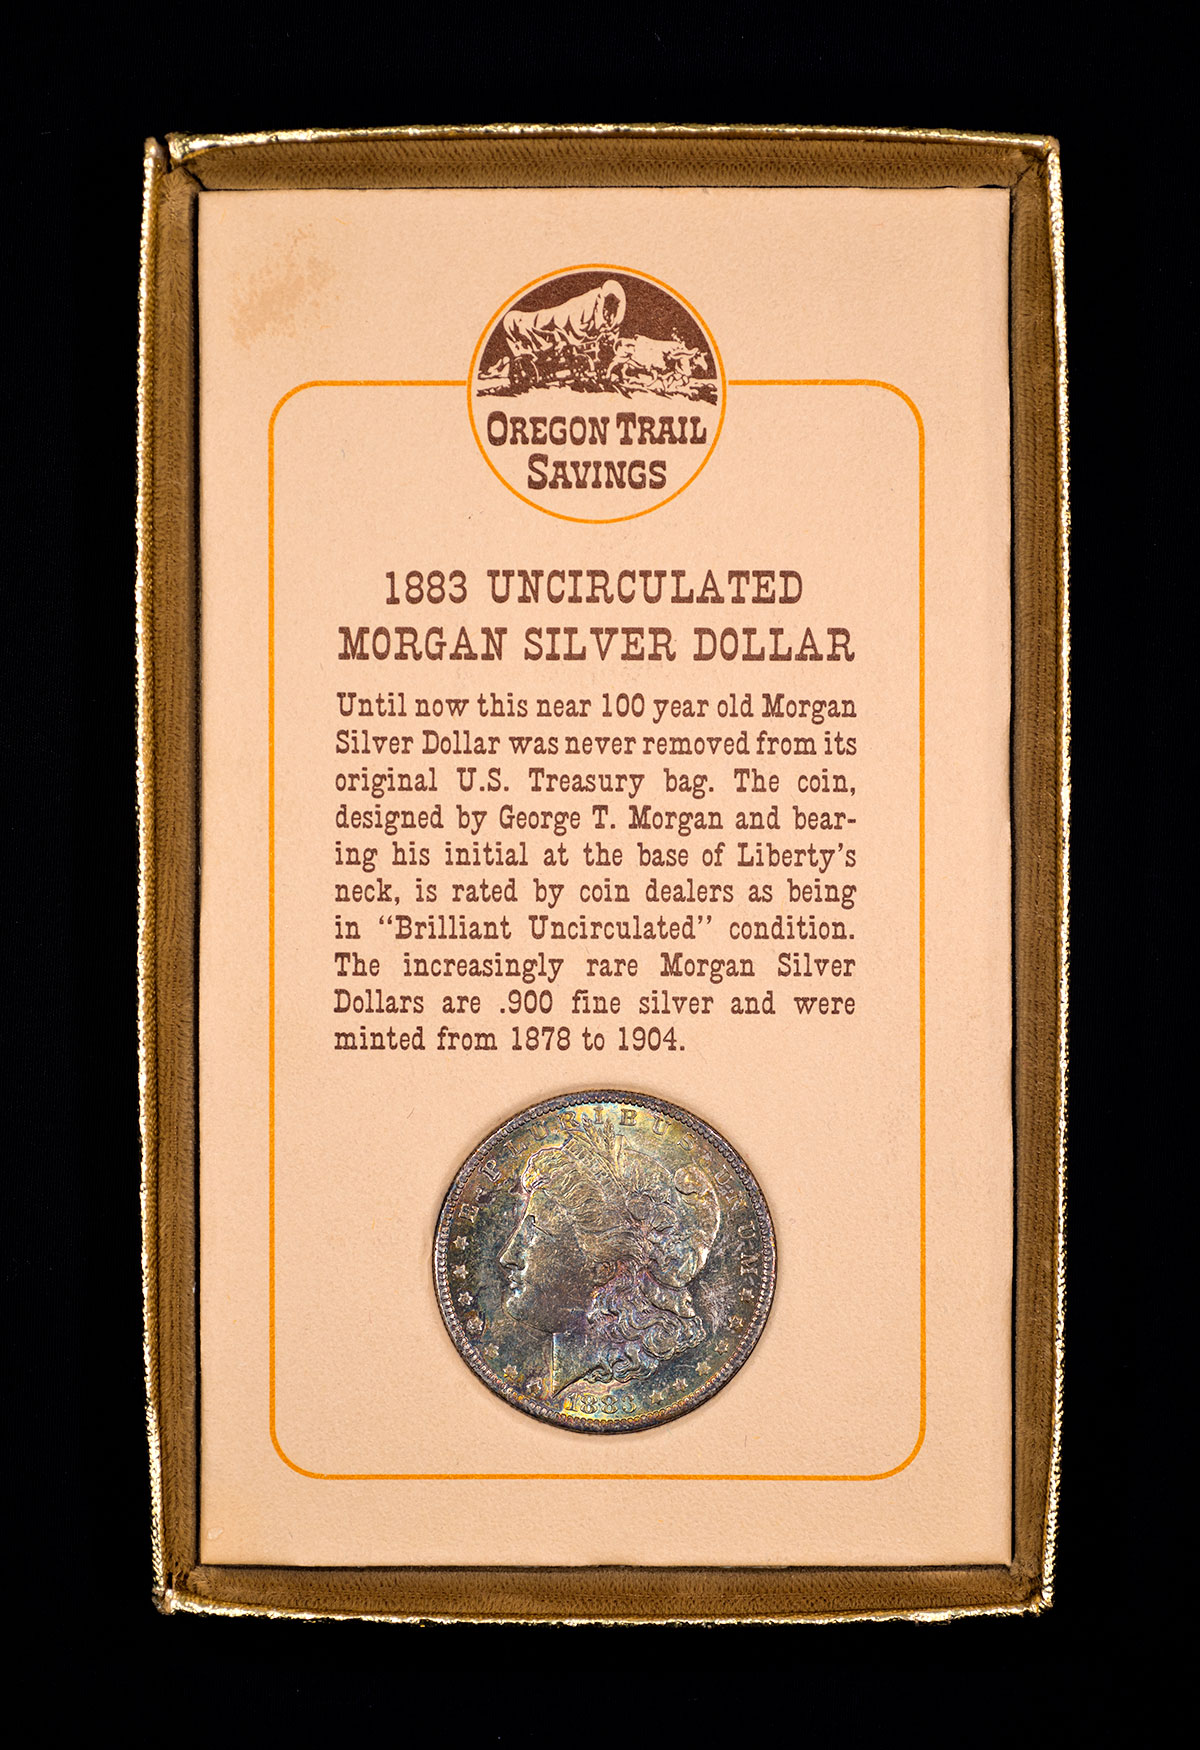 OREGON TRAIL
SAVINGS
1883 UNCIRCULATED
MORGAN SILVER DOLLAR
Until now this near 100 year old Morgan
Silver Dollar was never removed from its
original U.S. Treasury bag. The coin,
designed by George T. Morgan and bear-
ing his initial at the base of Liberty's
neck, is rated by coin dealers as being
in "Brilliant Uncirculated" condition.
The increasingly rare Morgan Silver
Dollars are .900 fine silver and were
minted from 1878 to 1904.
E·PLURIBUS·UNUM
1883